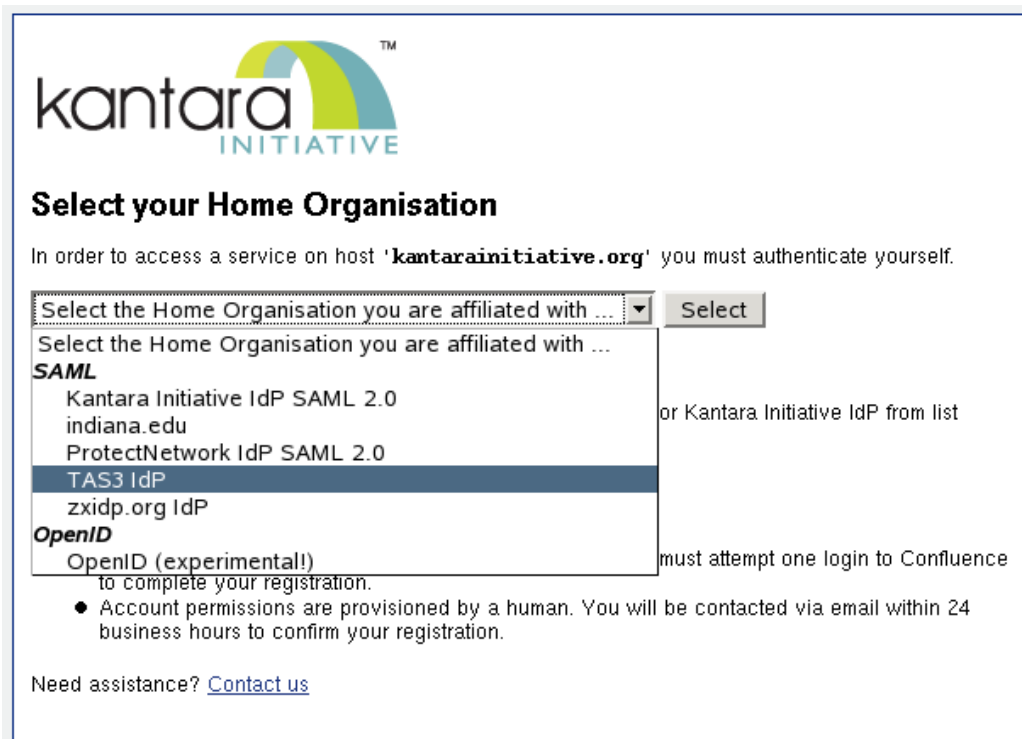 kantara
TM
INITIATIVE
Select your Home Organisation
In order to access a service on host 'kantarainitiative.org' you must authenticate yourself.
Select the Home Organisation you are affiliated with ... Select
Select the Home Organisation you are affiliated with ...
SAML
Kantara Initiative IdP SAML 2.0
indiana.edu or Kantara Initiative IdP from list
ProtectNetwork IdP SAML 2.0
TAS3 IdP
zxidp.org IdP
OpenID
OpenID (experimental!) must attempt one login to Confluence
to complete your registration.
● Account permissions are provisioned by a human. You will be contacted via email within 24
business hours to confirm your registration.
Need assistance? Contact us